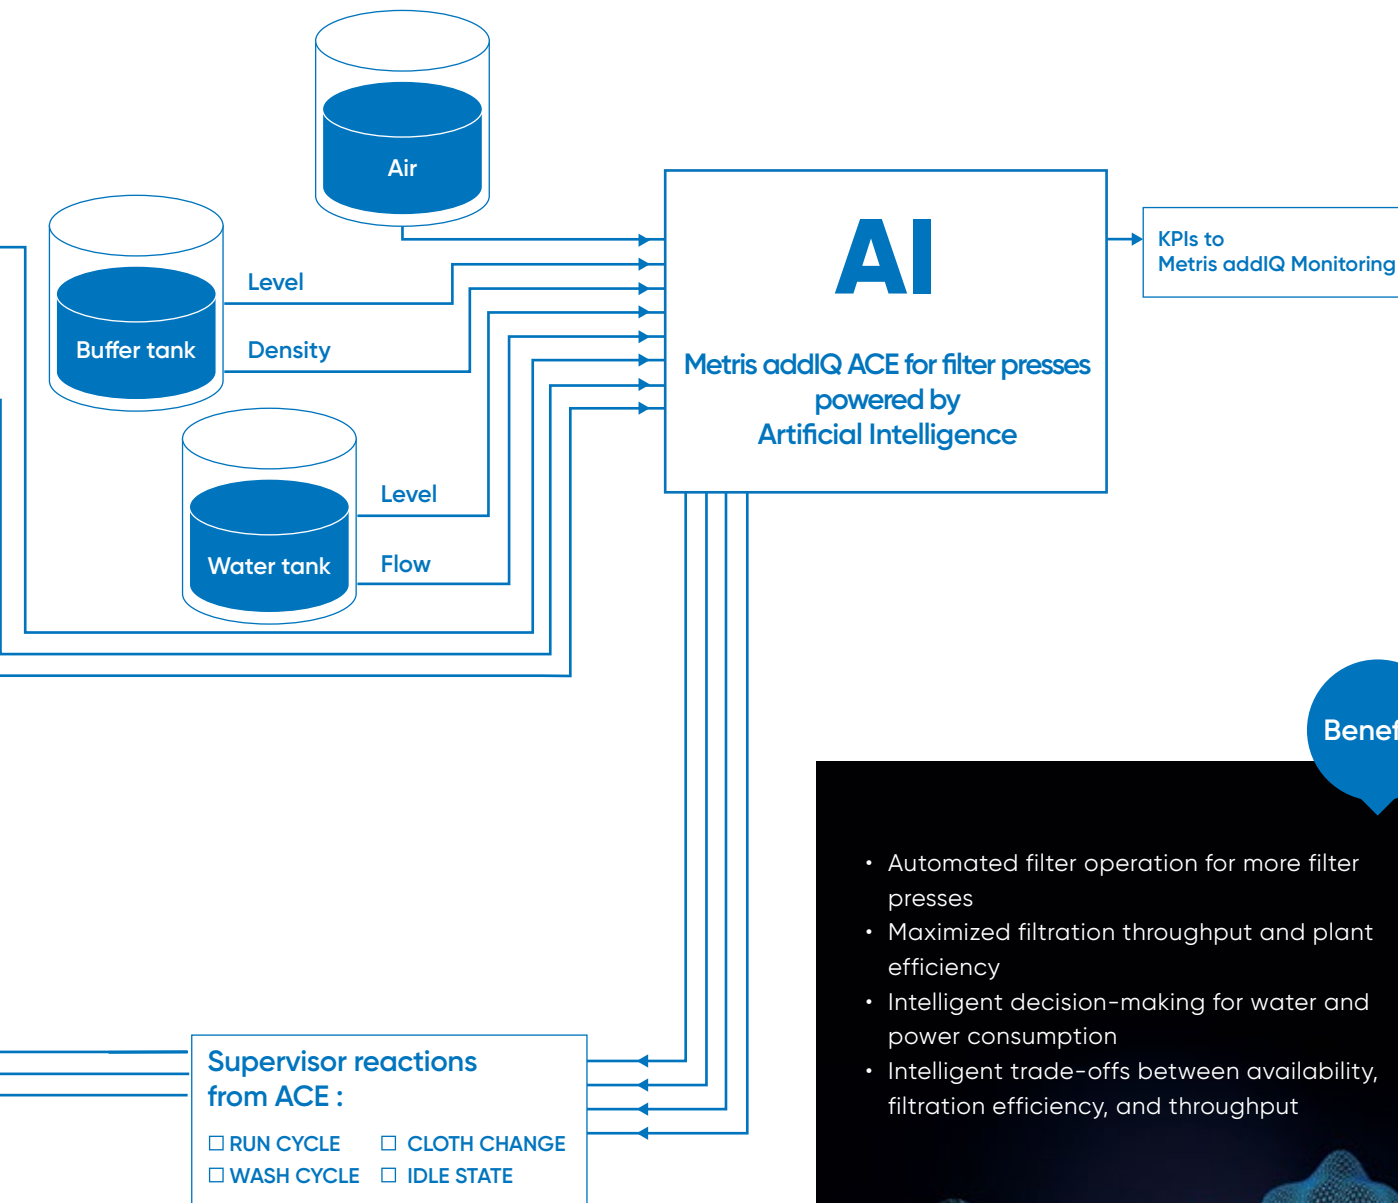 Air
Buffer tank
Level
Density
Water tank
Level
Flow
AI
Metris addIQ ACE for filter presses
powered by
Artificial Intelligence
KPIs to
Metris addIQ Monitoring
Supervisor reactions
from ACE :
☐ RUN CYCLE ☐ CLOTH CHANGE
☐ WASH CYCLE ☐ IDLE STATE
• Automated filter operation for more filter
presses
• Maximized filtration throughput and plant
efficiency
• Intelligent decision-making for water and
power consumption
• Intelligent trade-offs between availability,
filtration efficiency, and throughput